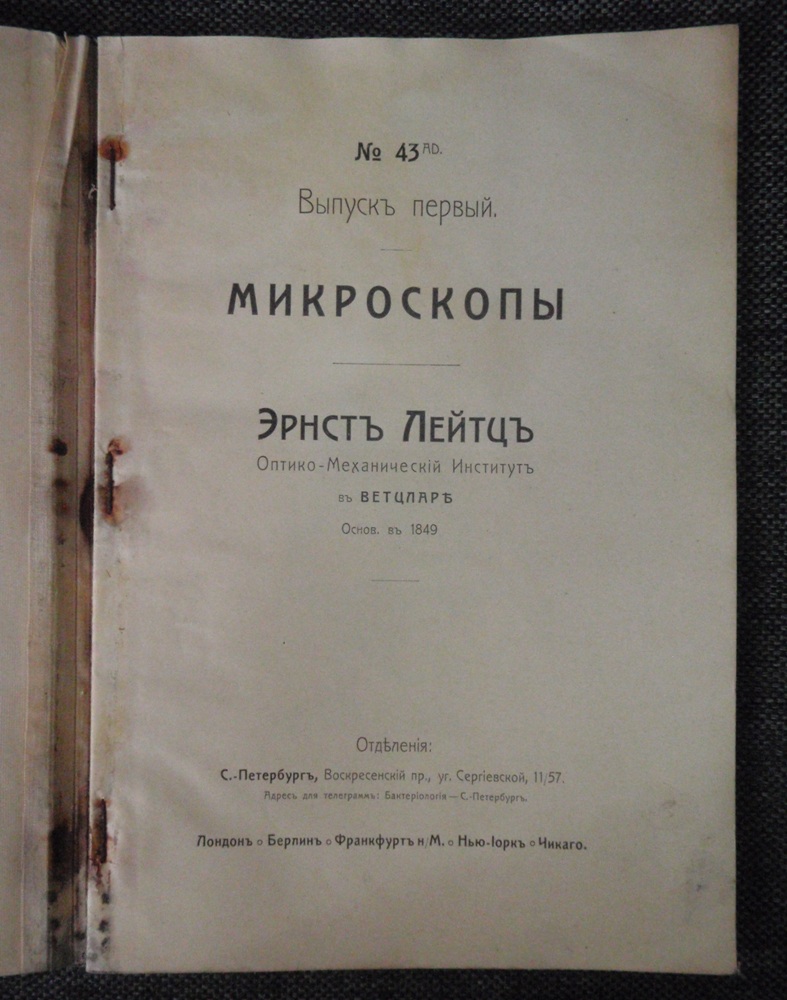 № 43 AD.
Выпускъ первый.
МИКРОСКОПЫ
ЭРНСТЪ ЛЕЙТЦЪ
Оптико-Механическій Институтъ
въ ВЕТЦЛАРѢ
Основ. въ 1849
Отдѣленія:
С.-Петербургъ, Воскресенскій пр., уг. Сергіевской, 11/57.
Адресъ для телеграммъ: Бактеріологія — С.-Петербургъ.
Лондонъ ∘ Берлинъ ∘ Франкфуртъ н/М. ∘ Нью-Іоркъ ∘ Чикаго.